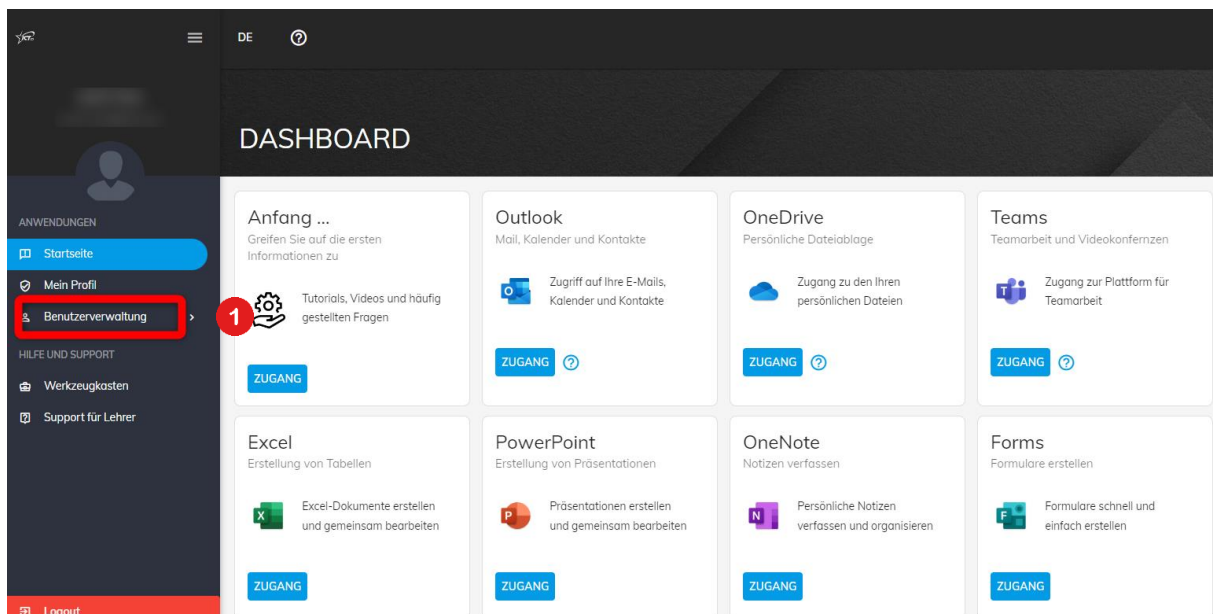 DE
DASHBOARD
ANWENDUNGEN
Startseite
Mein Profil
Benutzerverwaltung
1
HILFE UND SUPPORT
Werkzeugkasten
Support für Lehrer
Logout
Anfang ...
Greifen Sie auf die ersten
Informationen zu
Tutorials, Videos und häufig
gestellten Fragen
ZUGANG
Outlook
Mail, Kalender und Kontakte
Zugriff auf Ihre E-Mails,
Kalender und Kontakte
ZUGANG
OneDrive
Persönliche Dateiablage
Zugang zu den Ihren
persönlichen Dateien
ZUGANG
Teams
Teamarbeit und Videokonfernzen
Zugang zur Plattform für
Teamarbeit
ZUGANG
Excel
Erstellung von Tabellen
Excel-Dokumente erstellen
und gemeinsam bearbeiten
ZUGANG
PowerPoint
Erstellung von Präsentationen
Präsentationen erstellen
und gemeinsam bearbeiten
ZUGANG
OneNote
Notizen verfassen
Persönliche Notizen
verfassen und organisieren
ZUGANG
Forms
Formulare erstellen
Formulare schnell und
einfach erstellen
ZUGANG